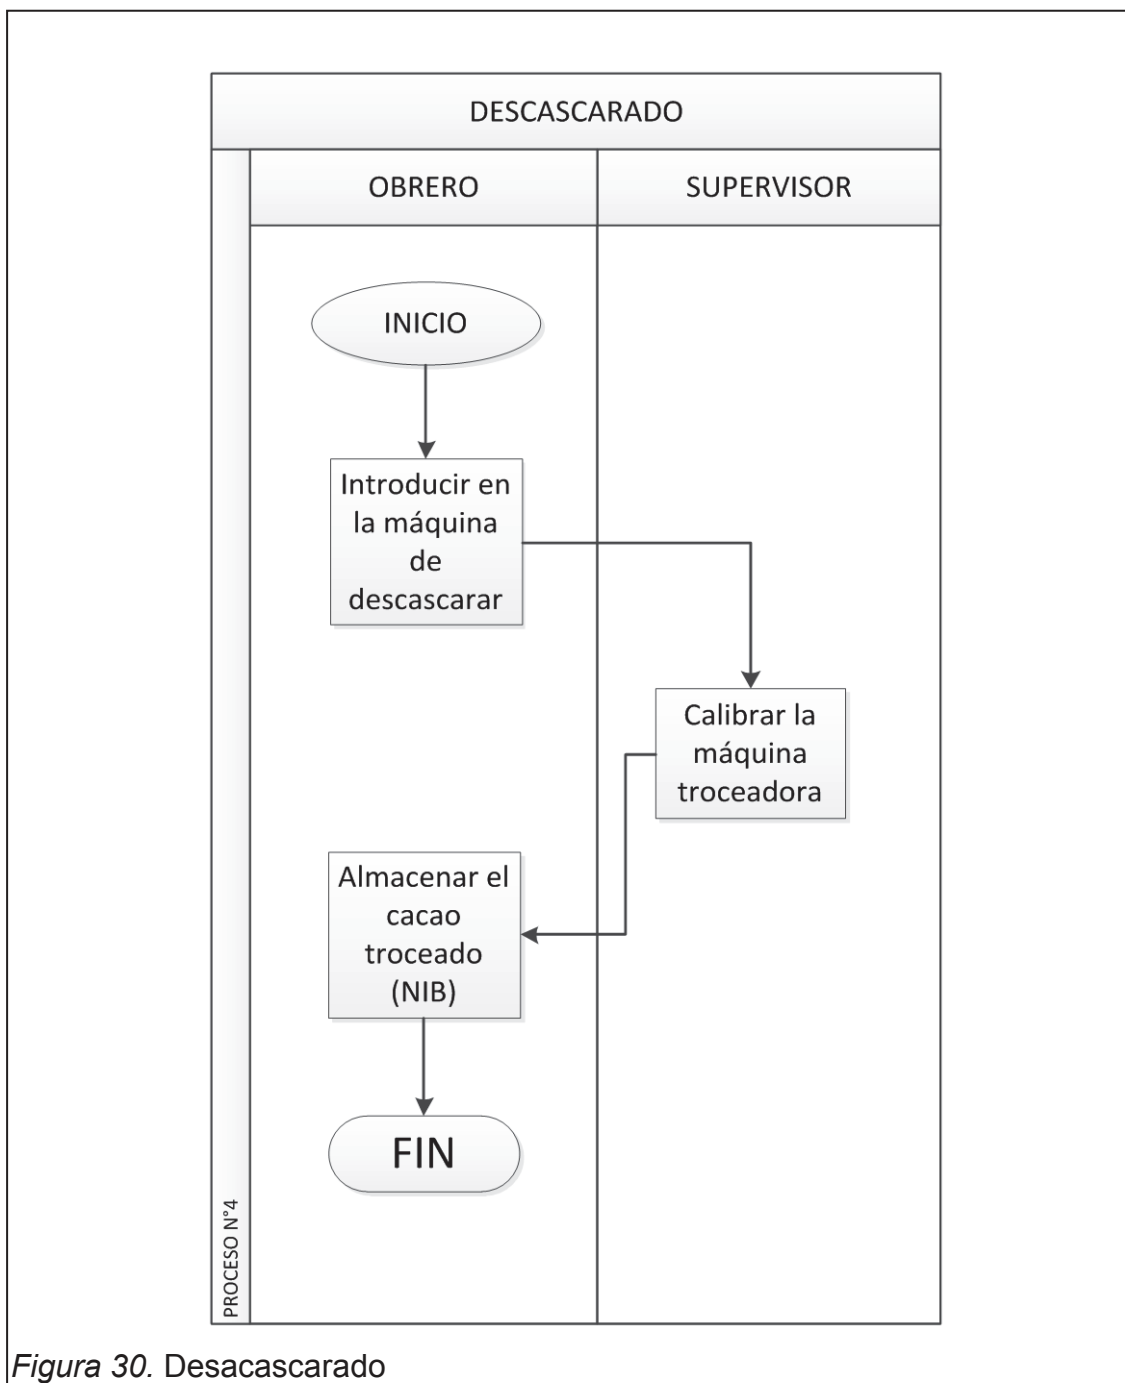 DESCASCARADO
OBRERO
SUPERVISOR
INICIO
Introducir en
la máquina
de
descascarar
Calibrar la
máquina
troceadora
Almacenar el
cacao
troceado
(NIB)
FIN
PROCESO N°4
Figura 30. Desacascarado